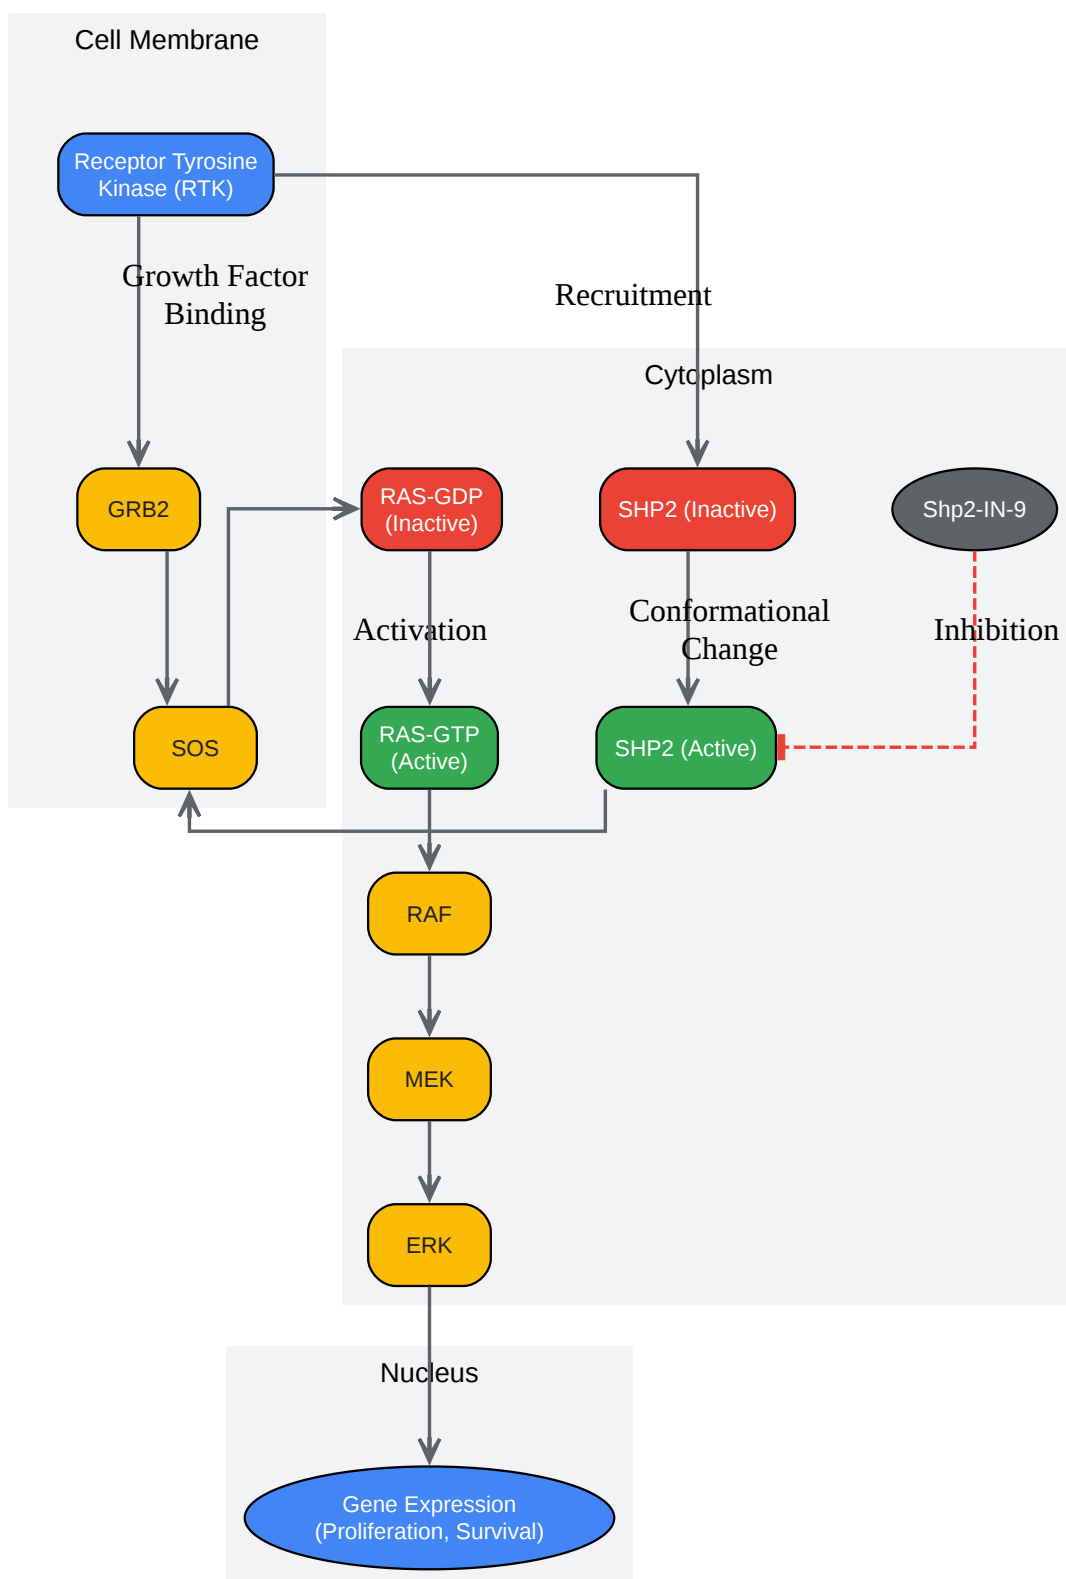 Cell Membrane
Receptor Tyrosine
Kinase (RTK)
Growth Factor
Binding
Recruitment
Cytoplasm
GRB2
RAS-GDP
(Inactive)
SHP2 (Inactive)
Shp2-IN-9
Activation
Conformational
Change
Inhibition
SOS
RAS-GTP
(Active)
SHP2 (Active)
RAF
MEK
ERK
Nucleus
Gene Expression
(Proliferation, Survival)